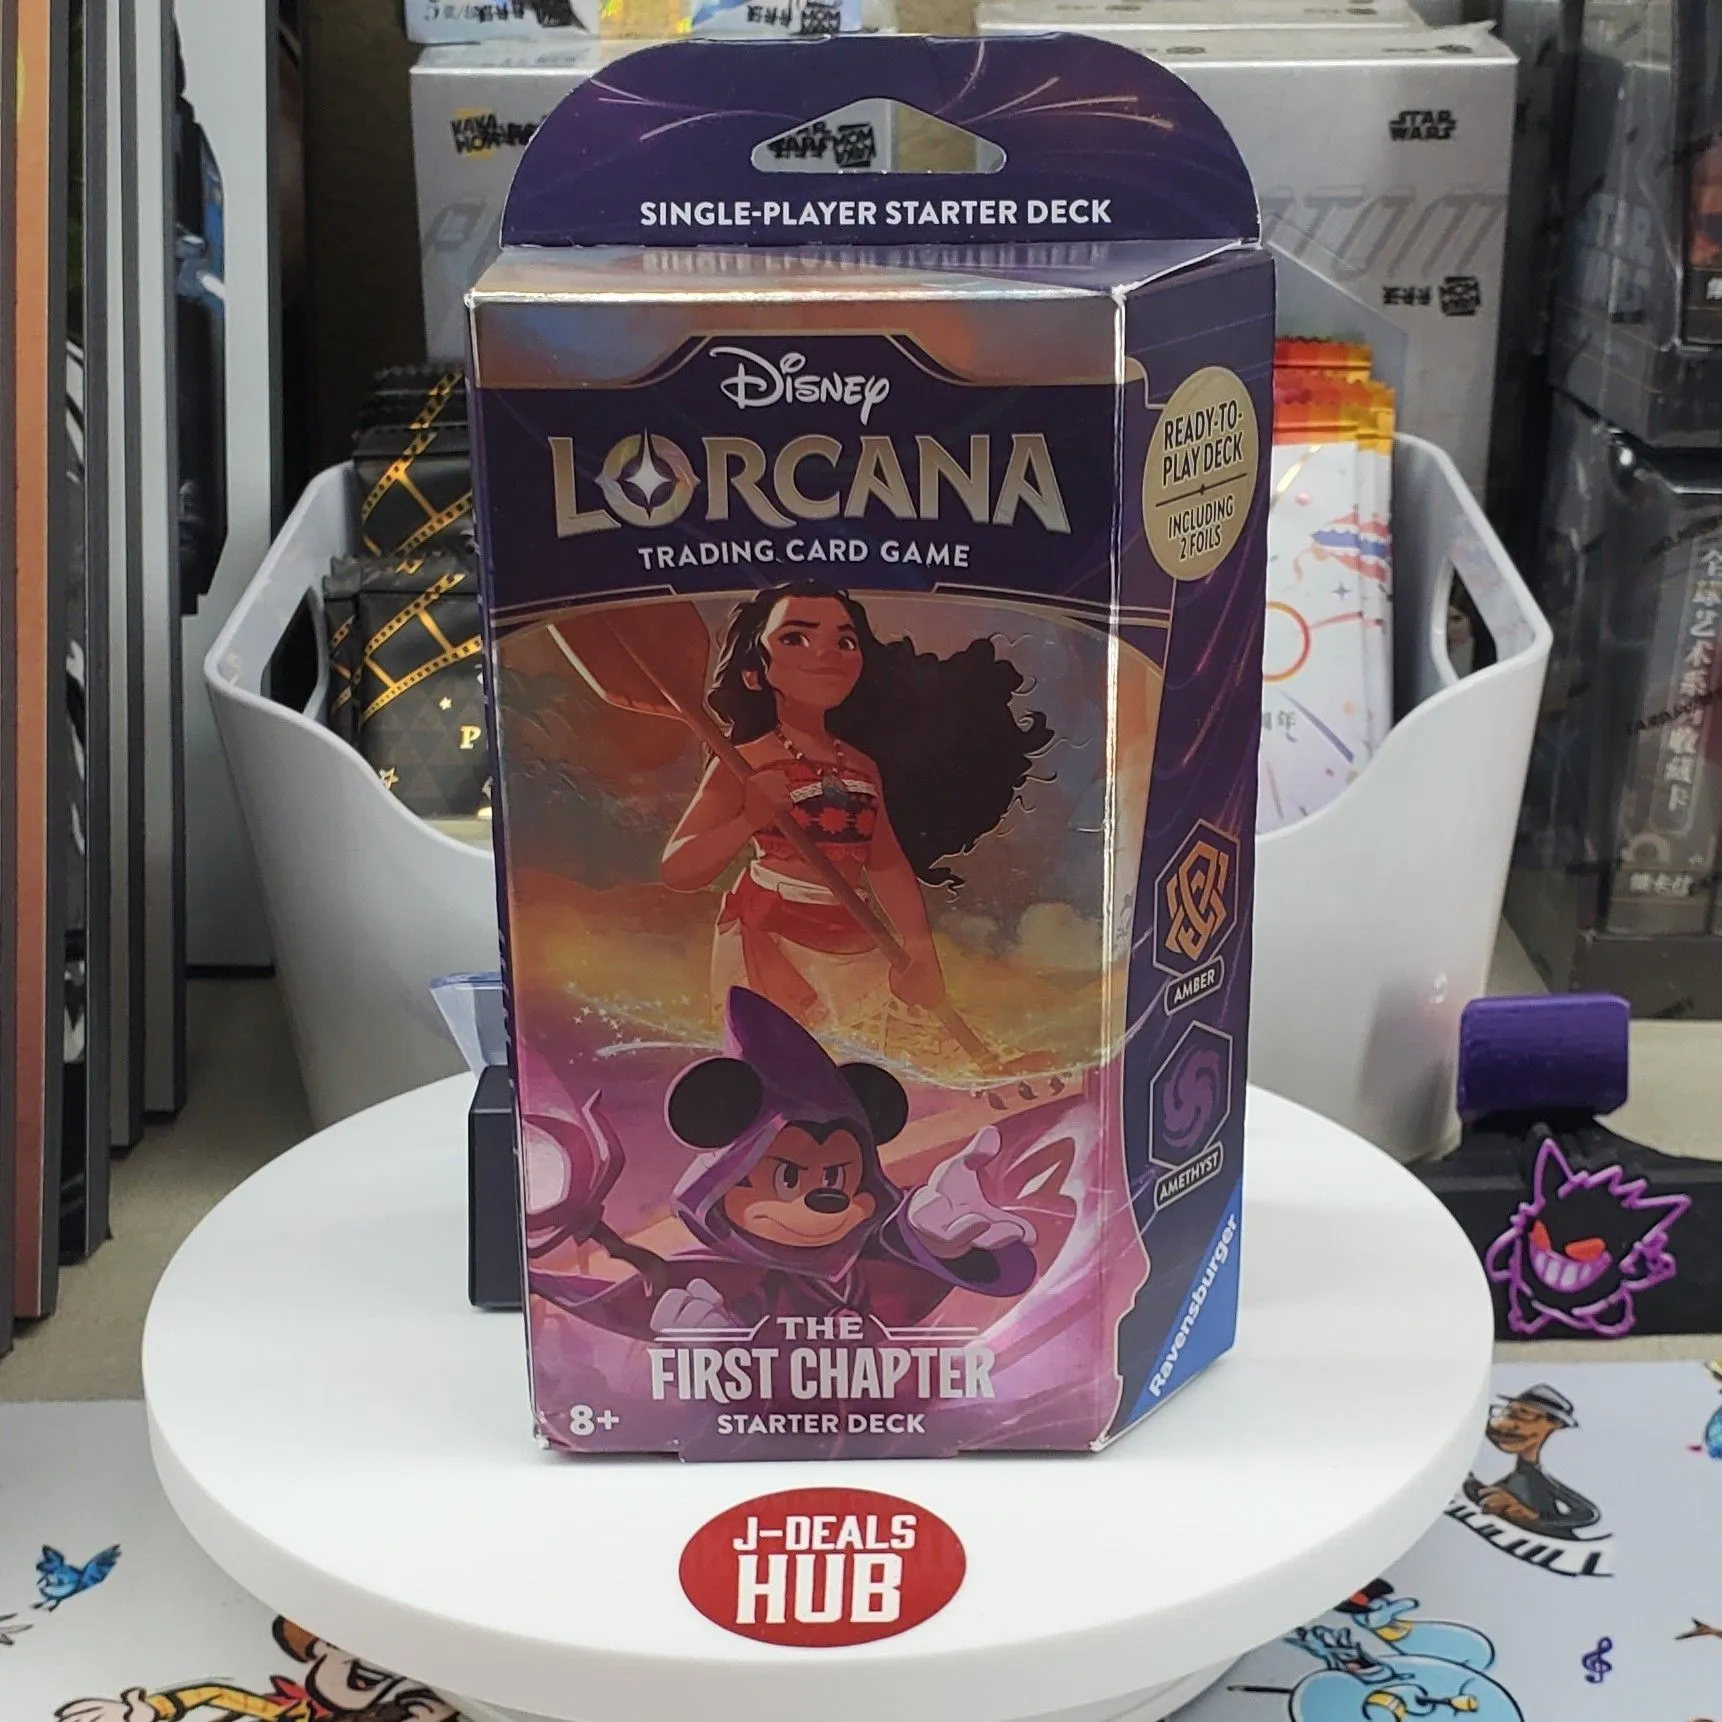 STAR
WARS
SINGLE-PLAYER STARTER DECK
DISNEY
LORCANA
TRADING CARD GAME
READY-TO-
PLAY DECK
INCLUDING
2 FOILS
AMBER
AMETHYST
Ravensburger
THE
FIRST CHAPTER
STARTER DECK
8+
J-DEALS
HUB